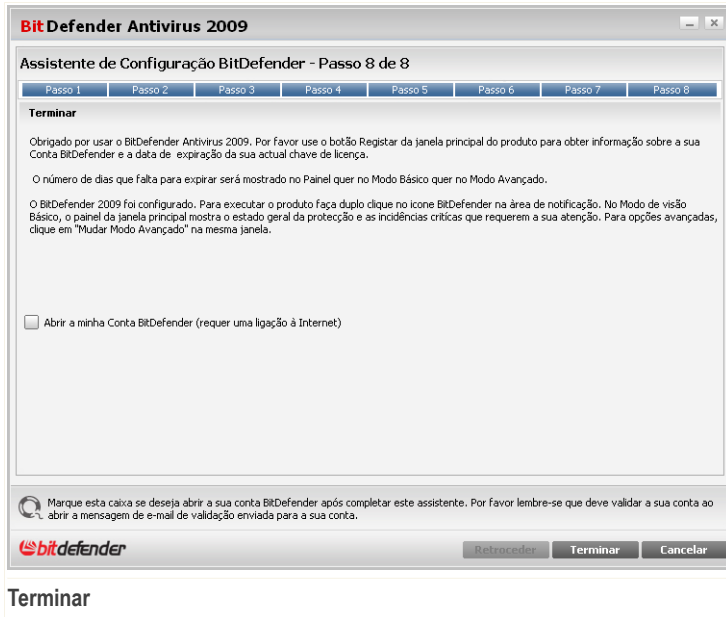 BitDefender Antivirus 2009
Assistente de Configuração BitDefender - Passo 8 de 8
Passo 1 Passo 2 Passo 3 Passo 4 Passo 5 Passo 6 Passo 7 Passo 8
Terminar
Obrigado por usar o BitDefender Antivirus 2009. Por favor use o botão Registar da janela principal do produto para obter informação sobre a sua
Conta BitDefender e a data de expiração da sua actual chave de licença.
O número de dias que falta para expirar será mostrado no Painel quer no Modo Básico quer no Modo Avançado.
O BitDefender 2009 foi configurado. Para executar o produto faça duplo clique no icone BitDefender na àrea de notificação. No Modo de visão
Básico, o painel da janela principal mostra o estado geral da protecção e as incidências critícas que requerem a sua atenção. Para opções avançadas,
clique em "Mudar Modo Avançado" na mesma janela.
Abrir a minha Conta BitDefender (requer uma ligação à Internet)
Marque esta caixa se deseja abrir a sua conta BitDefender após completar este assistente. Por favor lembre-se que deve validar a sua conta ao
abrir a mensagem de e-mail de validação enviada para a sua conta.
bitdefender
Retroceder Terminar Cancelar
Terminar